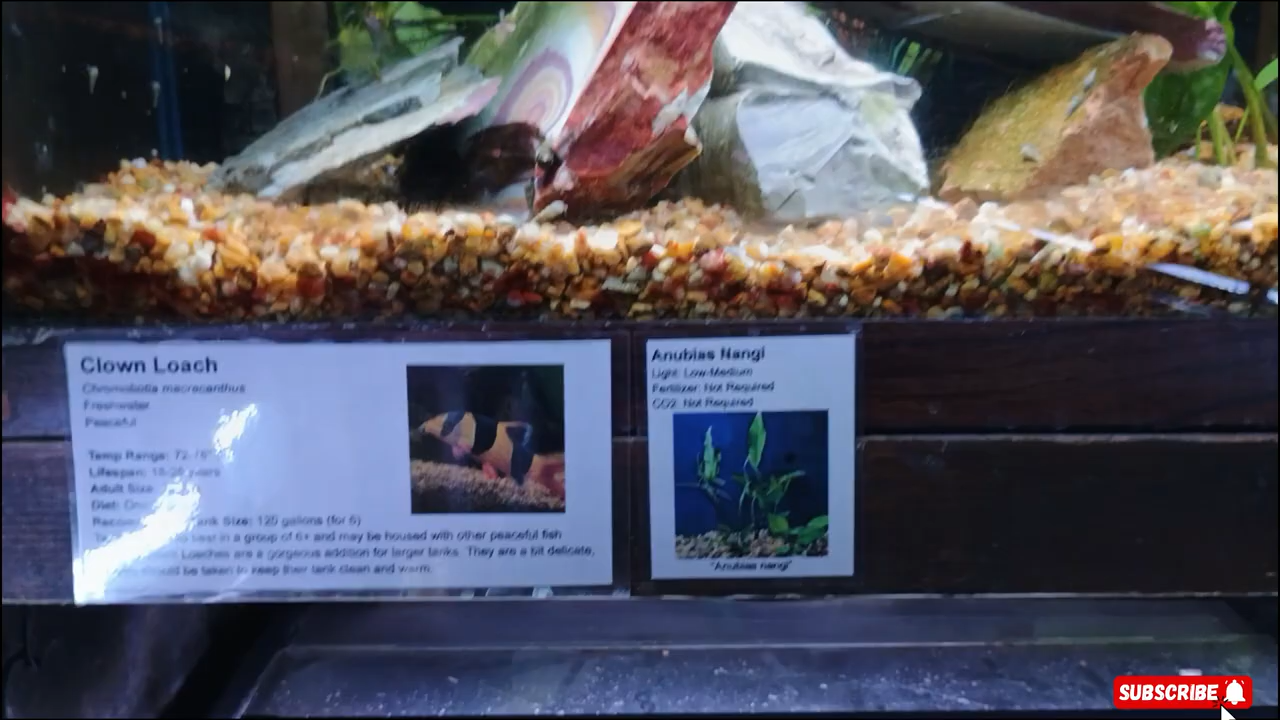 Clown Loach
Chromobotia macracanthus
Freshwater
Peaceful
Temp Range: 72-
Lifespan: years
Adult Size:
Diet:
Tank Size: 120 gallons (for 6)
best in a group of 6+ and may be housed with other peaceful fish
Loaches are a gorgeous addition for larger tanks. They are a bit delicate,
should be taken to keep their tank clean and warm.
Anubias Nangi
Light: Low-Medium
Fertilizer: Not Required
CO2: Not Required
"Anubias nangi"
SUBSCRIBE